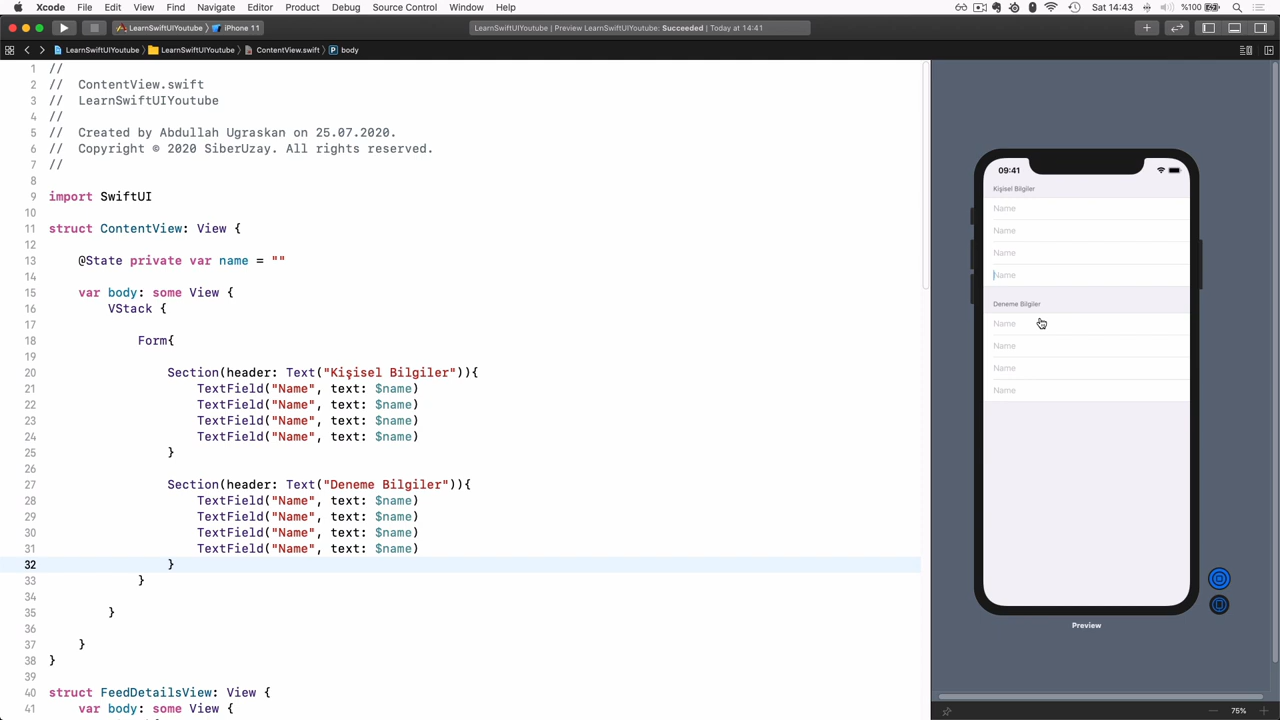 Xcode File Edit View Find Navigate Editor Product Debug Source Control Window Help
Sat 14:43
LearnSwiftUIYoutube iPhone 11
LearnSwiftUIYoutube | Preview LearnSwiftUIYoutube: Succeeded | Today at 14:41
LearnSwiftUIYoutube LearnSwiftUIYoutube ContentView.swift P body
1 //
2 // ContentView.swift
3 // LearnSwiftUIYoutube
4 //
5 // Created by Abdullah Ugraskan on 25.07.2020.
6 // Copyright © 2020 SiberUzay. All rights reserved.
7 //
8
9 import SwiftUI
10
11 struct ContentView: View {
12
13 @State private var name = ""
14
15 var body: some View {
16 VStack {
17
18 Form{
19
20 Section(header: Text("Kişisel Bilgiler")){
21 TextField("Name", text: $name)
22 TextField("Name", text: $name)
23 TextField("Name", text: $name)
24 TextField("Name", text: $name)
25 }
26
27 Section(header: Text("Deneme Bilgiler")){
28 TextField("Name", text: $name)
29 TextField("Name", text: $name)
30 TextField("Name", text: $name)
31 TextField("Name", text: $name)
32 }
33 }
34
35 }
36
37 }
38 }
39
40 struct FeedDetailsView: View {
41 var body: some View {
09:41
Kişisel Bilgiler
Name
Name
Name
Name
Deneme Bilgiler
Name
Name
Name
Name
Preview
75%